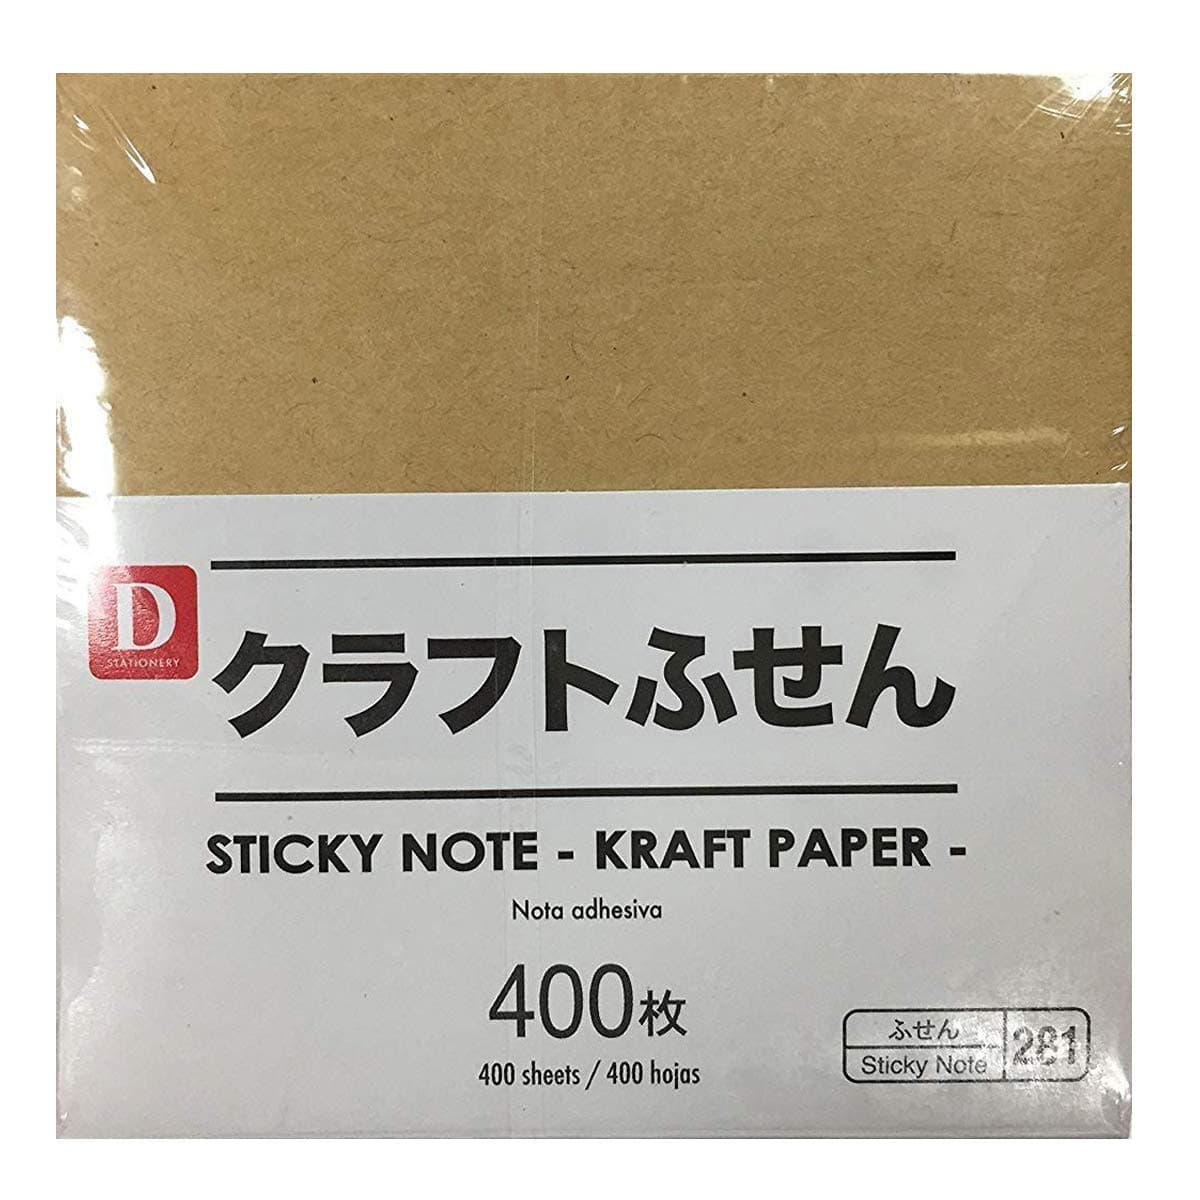 D
STATIONERY
クラフトふせん
STICKY NOTE - KRAFT PAPER -
Nota adhesiva
400枚
400 sheets / 400 hojas
ふせん
Sticky Note
281